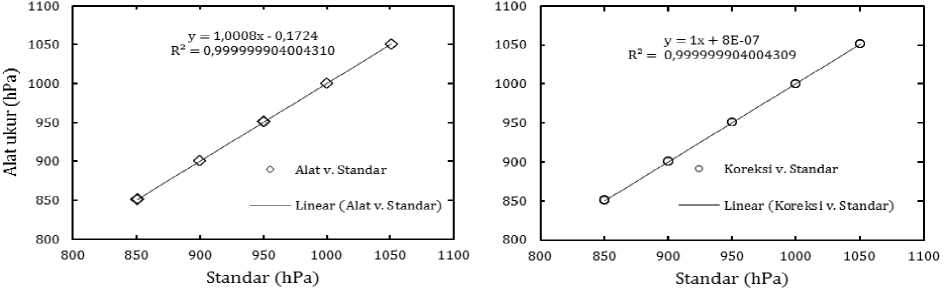 1100
1050
1000
950
900
850
800
Alat ukur (hPa)
y = 1,0008x - 0,1724
R² = 0,999999904004310
Alat v. Standar
Linear (Alat v. Standar)
800 850 900 950 1000 1050 1100
Standar (hPa)
1100
1050
1000
950
900
850
800
y = 1x + 8E-07
R² = 0,999999904004309
Koreksi v. Standar
Linear (Koreksi v. Standar)
800 850 900 950 1000 1050 1100
Standar (hPa)